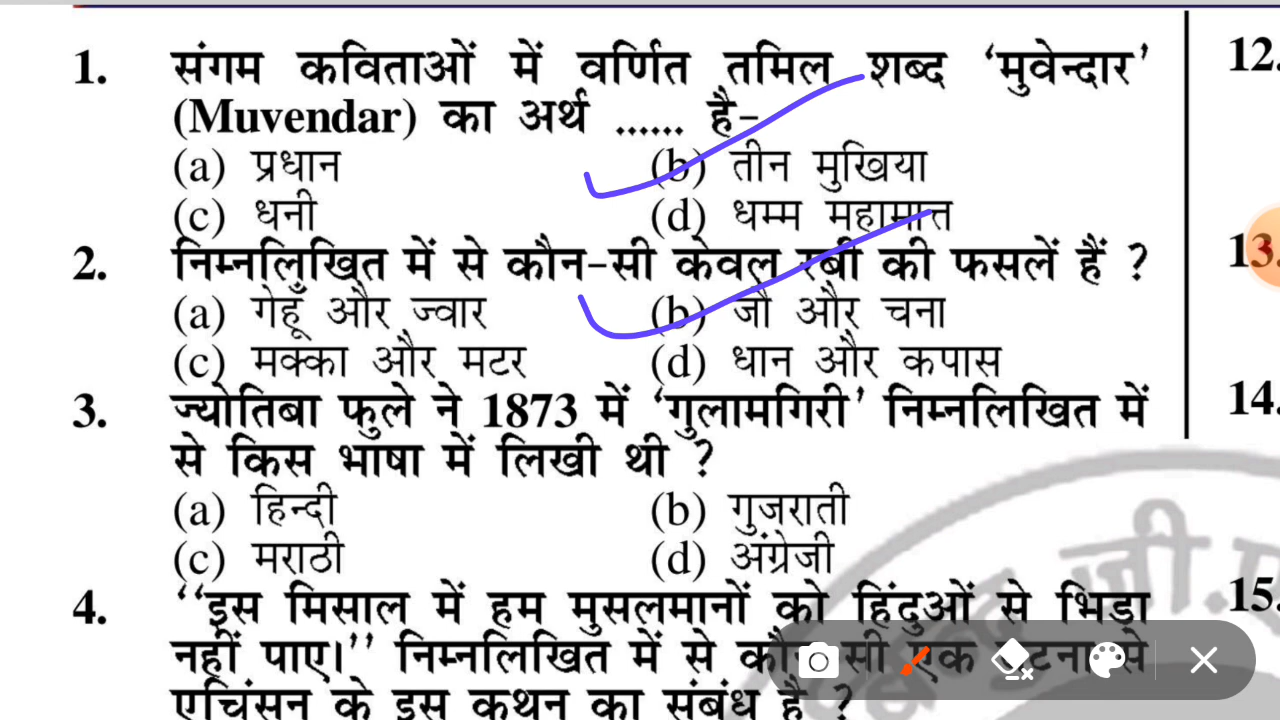 1. संगम कविताओं में वर्णित तमिल शब्द ‘मुवेन्दार’
(Muvendar) का अर्थ ...... है-
(a) प्रधान (b) तीन मुखिया
(c) धनी (d) धम्म महामात्त
2. निम्नलिखित में से कौन-सी केवल रबी की फसलें हैं ?
(a) गेहूँ और ज्वार (b) जौ और चना
(c) मक्का और मटर (d) धान और कपास
3. ज्योतिबा फुले ने 1873 में ‘गुलामगिरी’ निम्नलिखित में
से किस भाषा में लिखी थी ?
(a) हिन्दी (b) गुजराती
(c) मराठी (d) अंग्रेजी
4. ‘‘इस मिसाल में हम मुसलमानों को हिंदुओं से भिड़ा
नहीं पाए।’’ निम्नलिखित में से कौन सी एक घटना से
एचिंसन के इस कथन का संबंध है ?
12.
13.
14.
15.
जी.ए